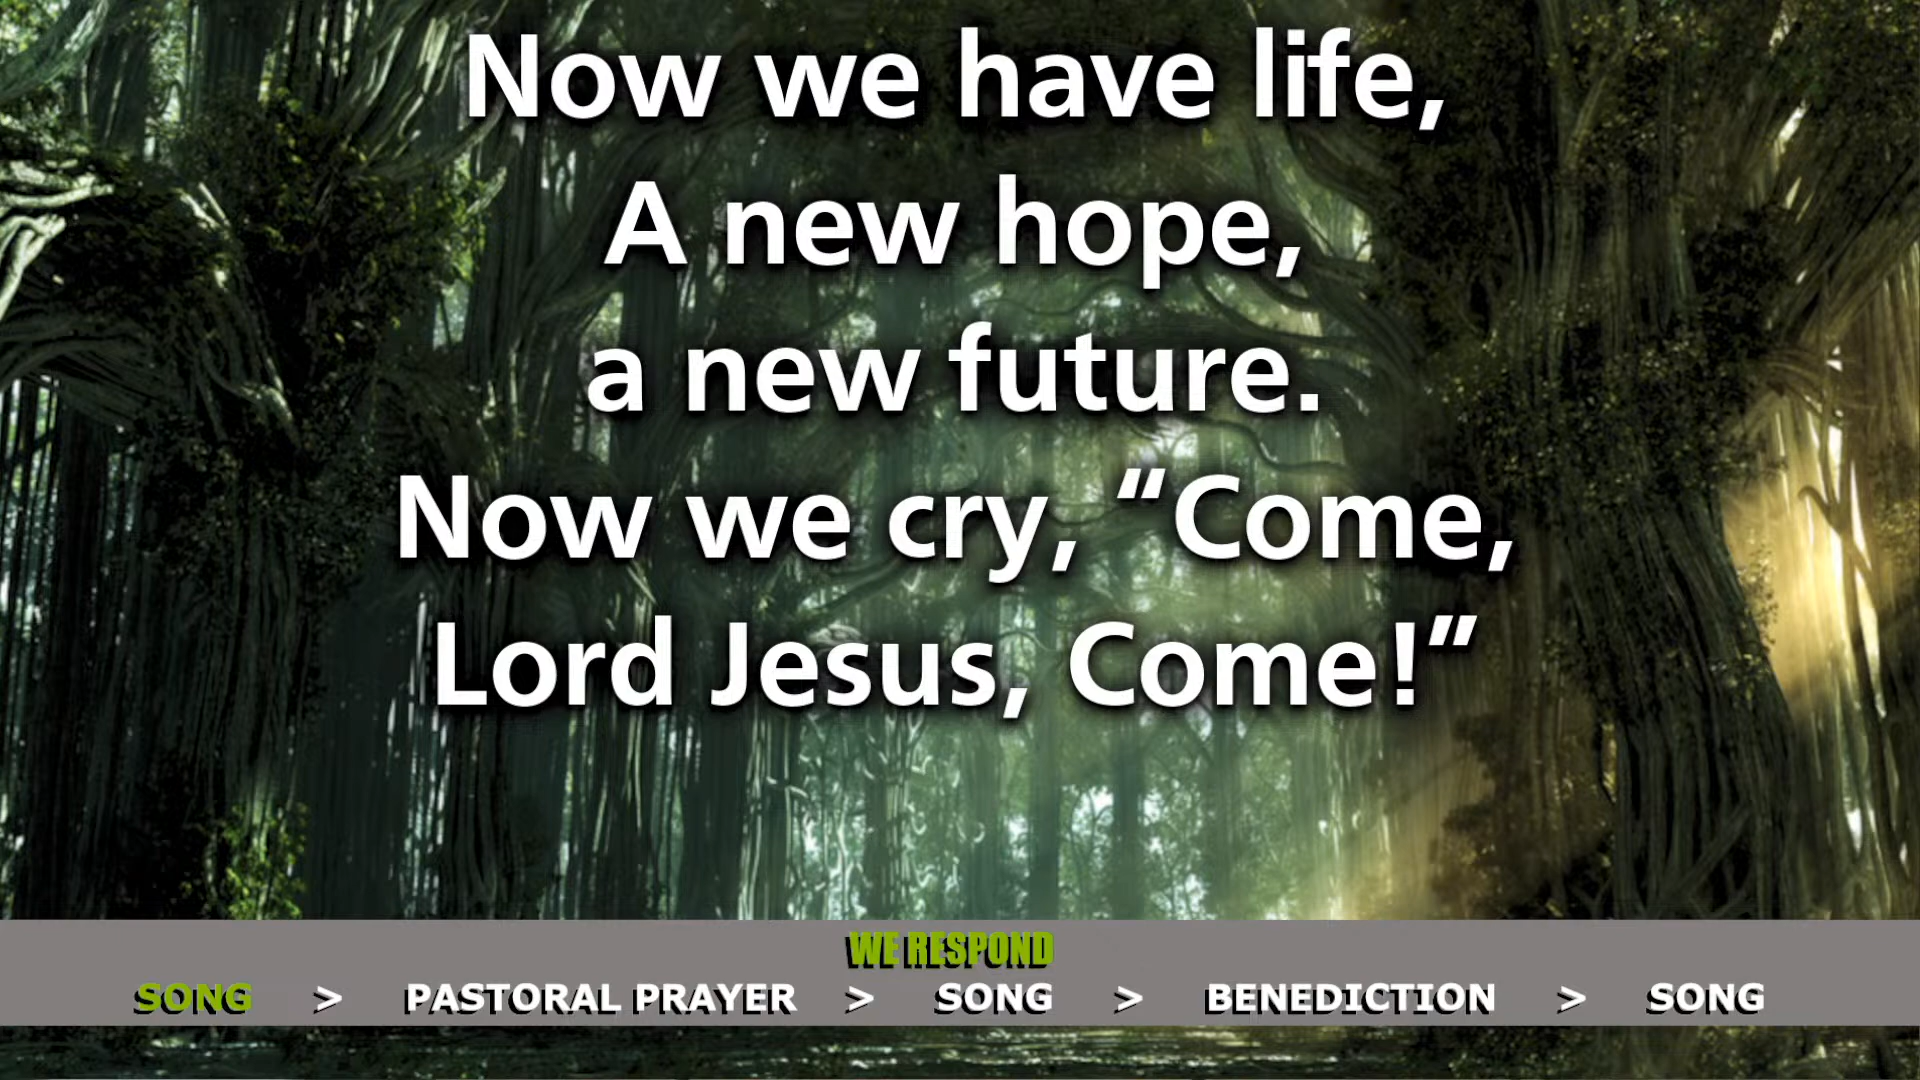 Now we have life,
A new hope,
a new future.
Now we cry, “Come,
Lord Jesus, Come!”
WE RESPOND
SONG > PASTORAL PRAYER > SONG > BENEDICTION > SONG